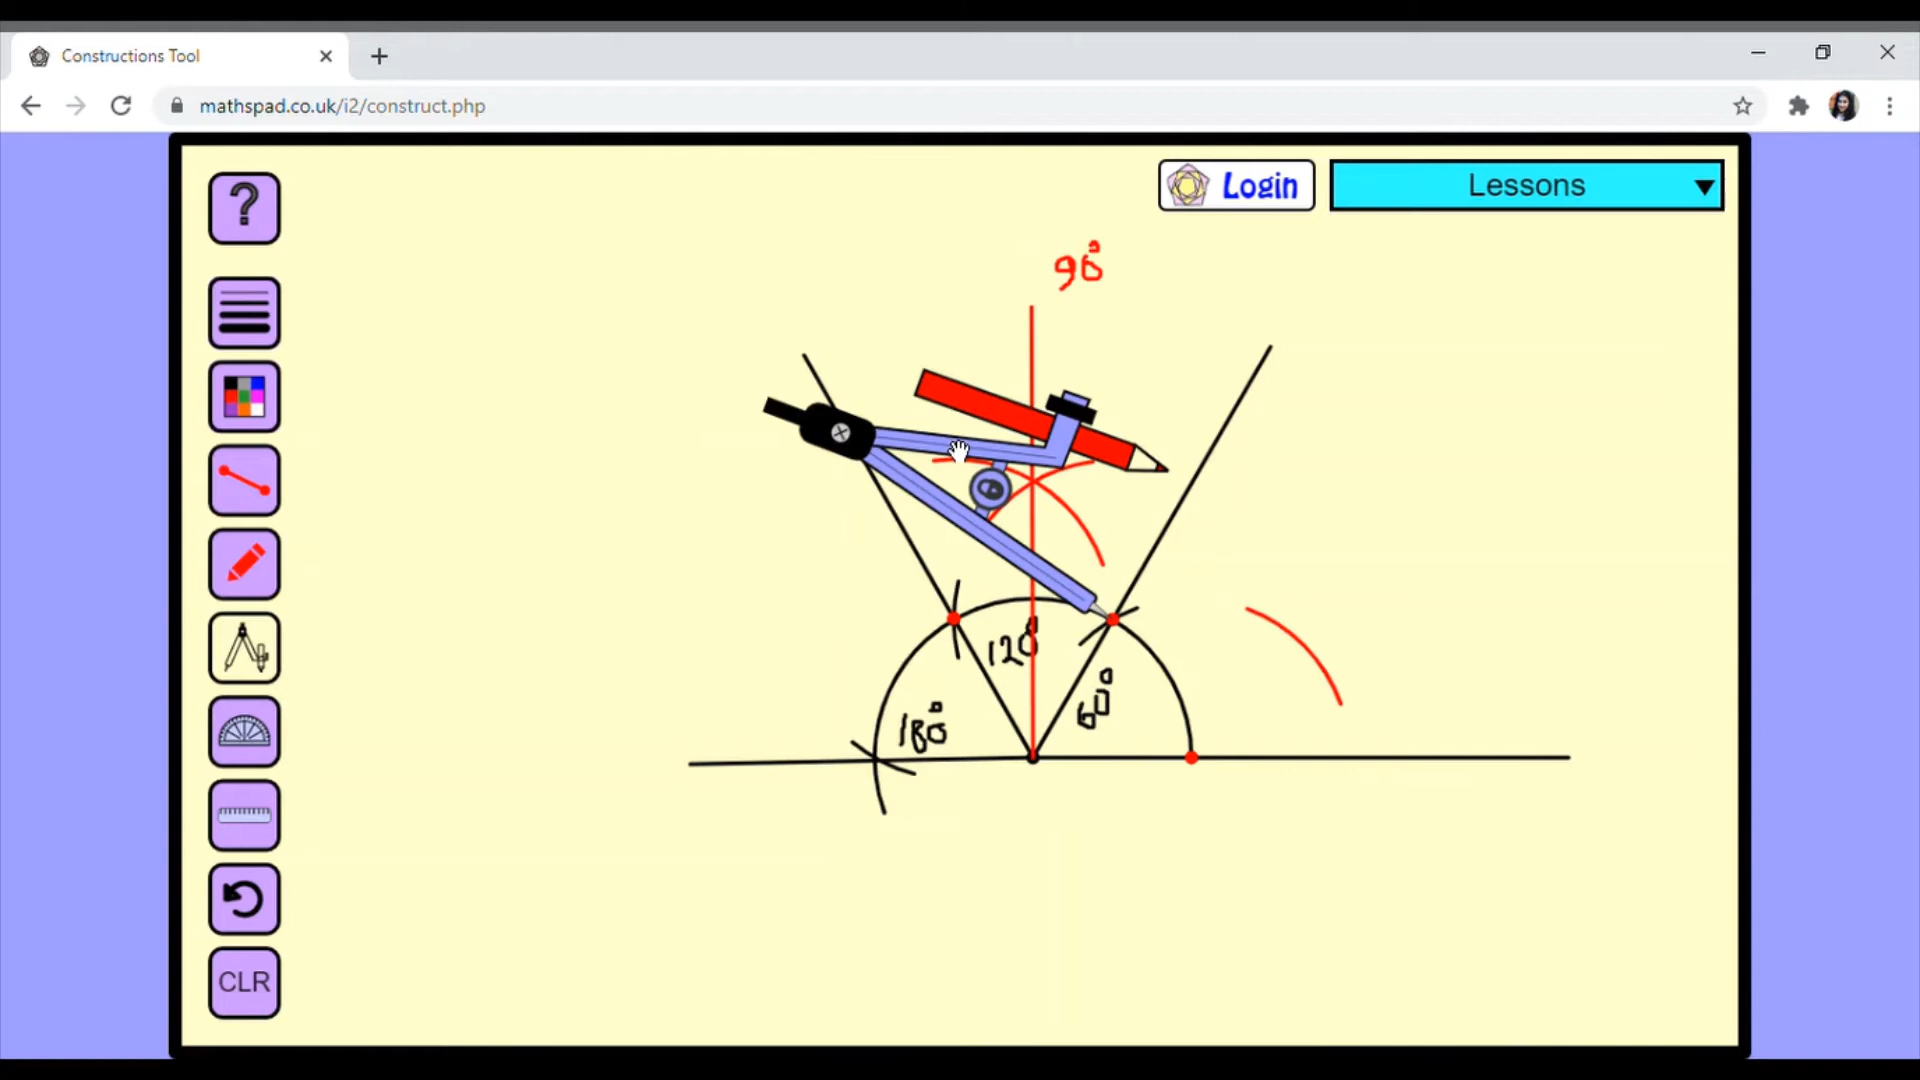 Constructions Tool
mathspad.co.uk/i2/construct.php
?
Login
Lessons
90°
120°
60°
180°
CLR